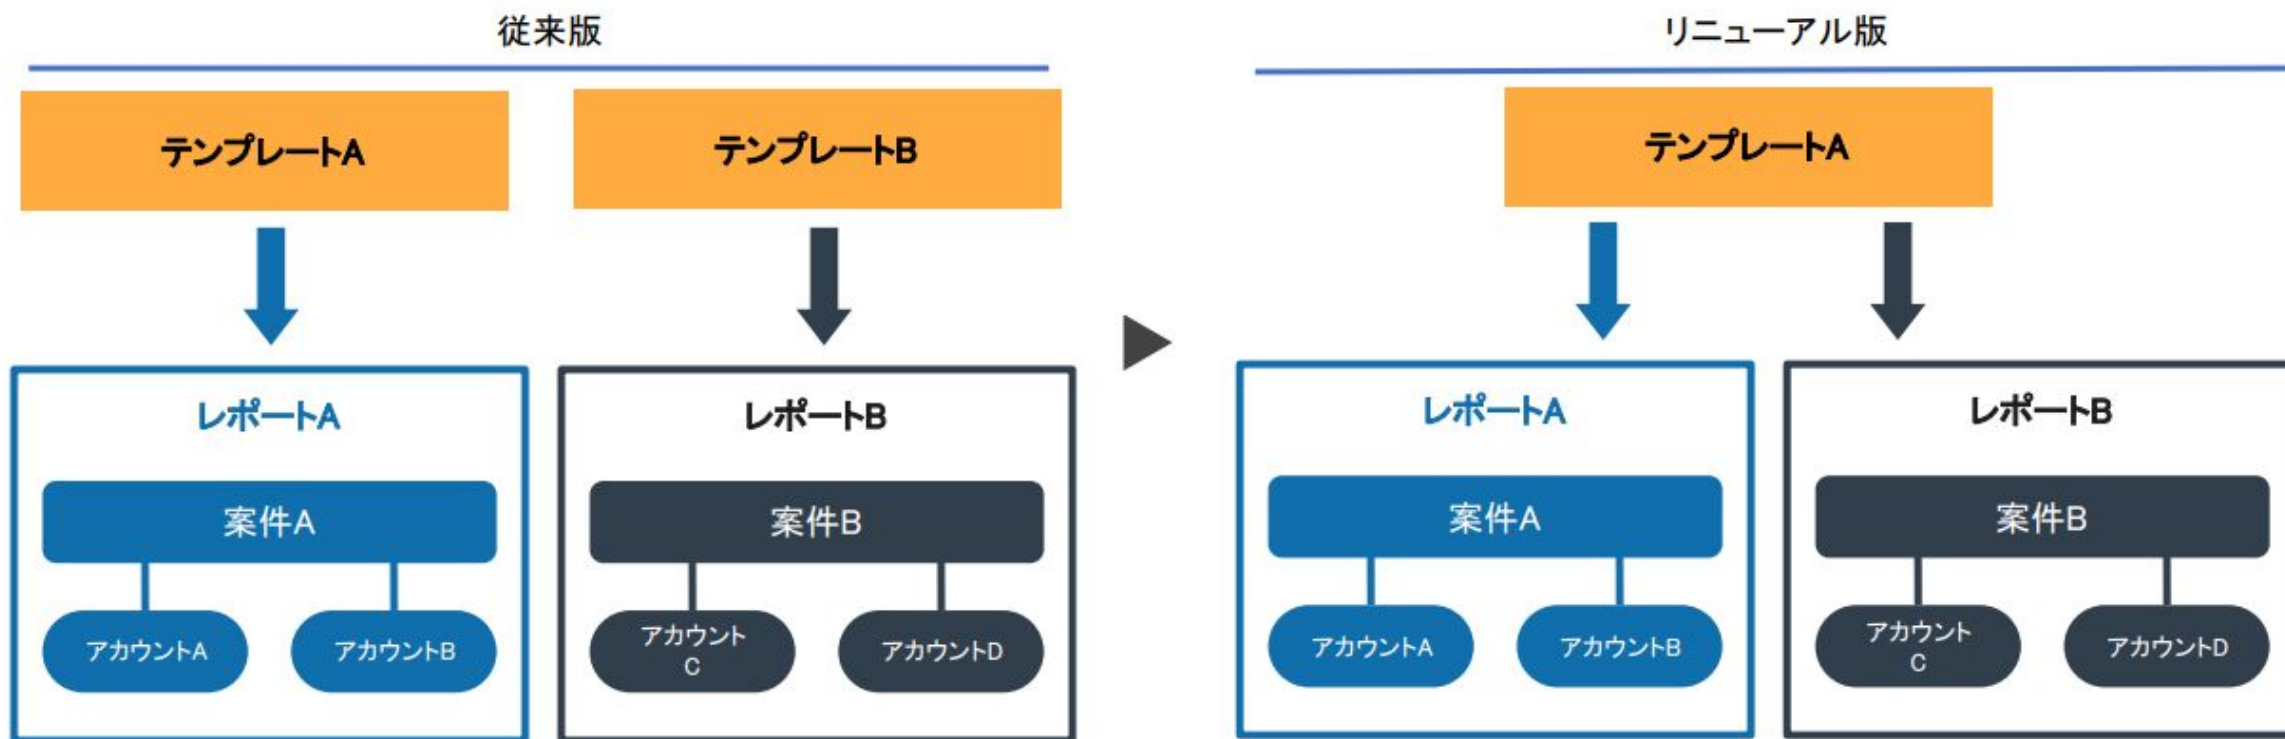 従来版
テンプレートA
テンプレートB
レポートA
案件A
アカウントA
アカウントB
レポートB
案件B
アカウント
C
アカウントD
リニューアル版
テンプレートA
レポートA
案件A
アカウントA
アカウントB
レポートB
案件B
アカウント
C
アカウントD